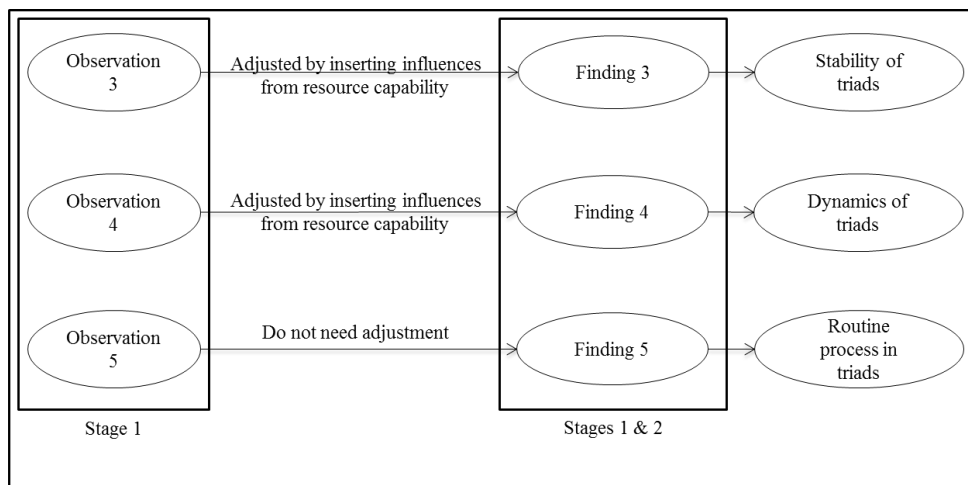 Observation
3
Adjusted by inserting influences
from resource capability
Finding 3
Stability of
triads
Observation
4
Adjusted by inserting influences
from resource capability
Finding 4
Dynamics of
triads
Observation
5
Do not need adjustment
Finding 5
Routine
process in
triads
Stage 1
Stages 1 & 2